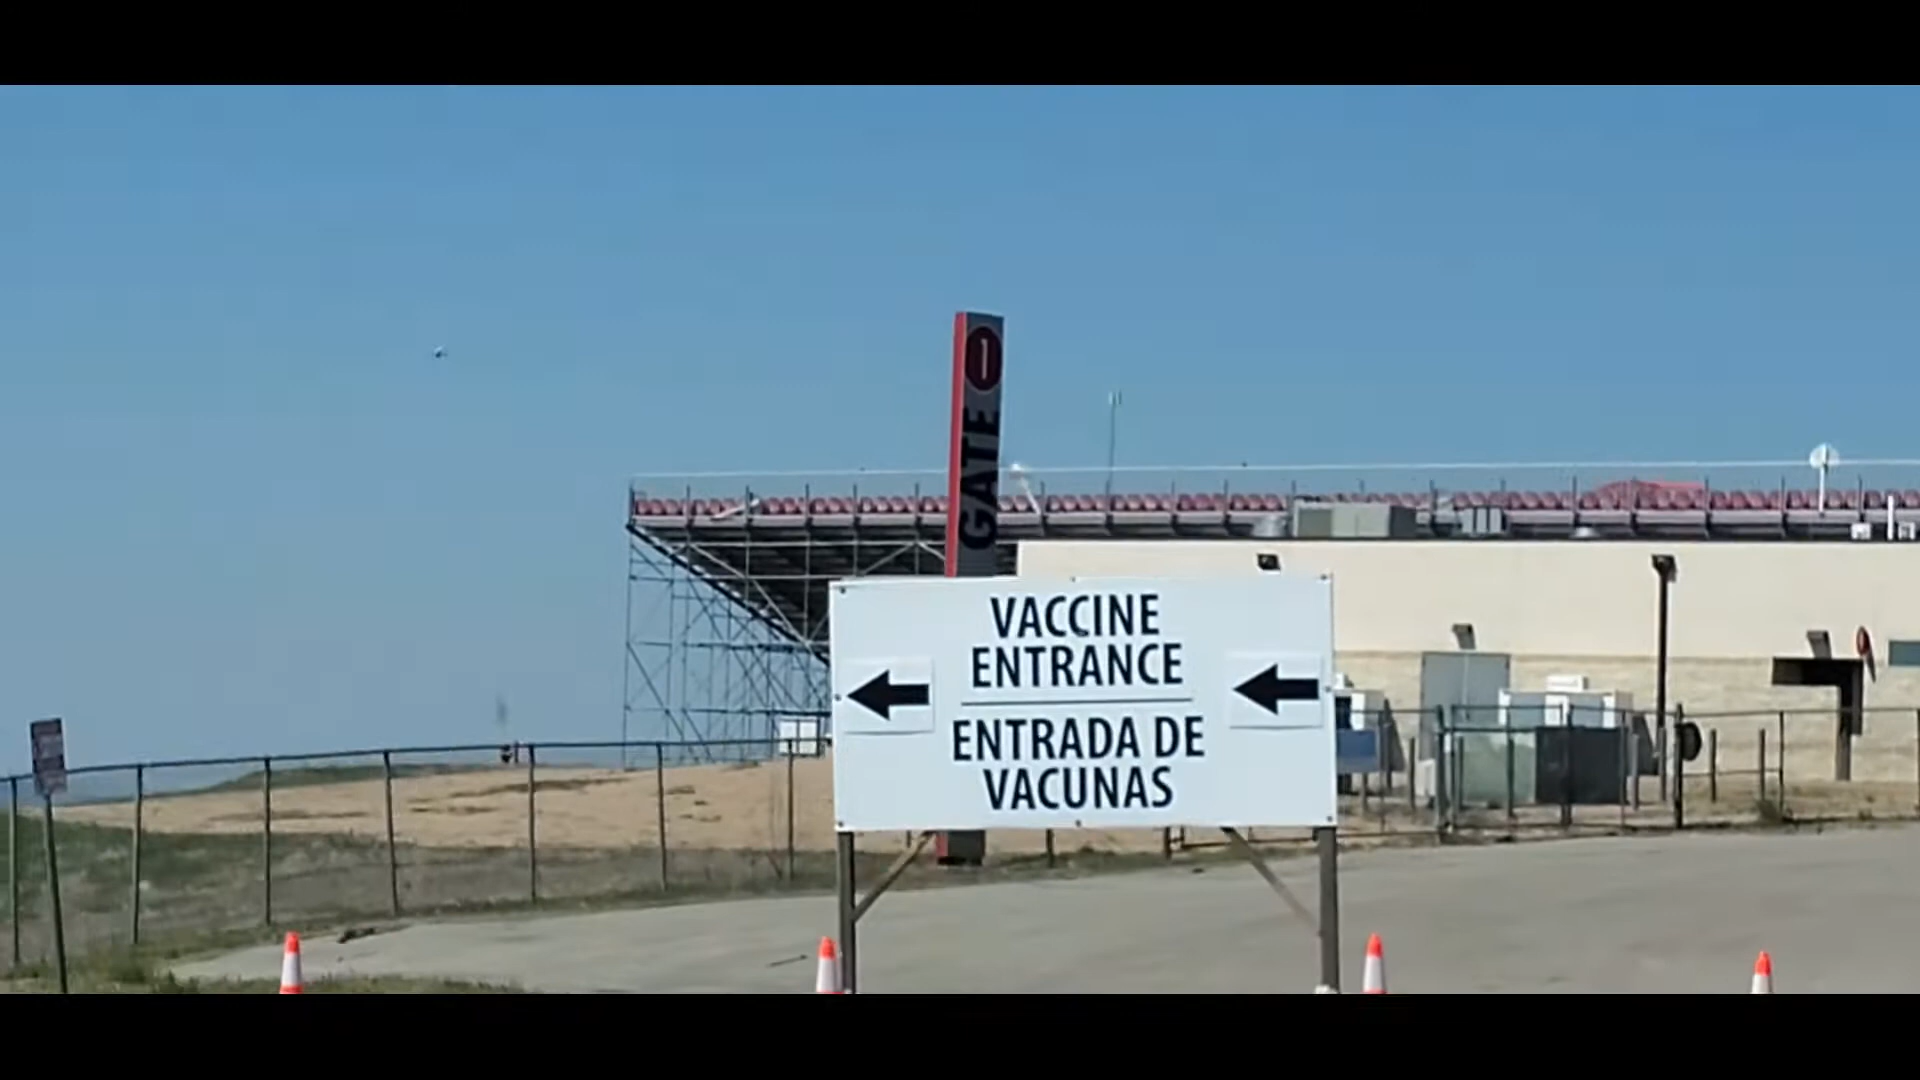 1
GATE
VACCINE
ENTRANCE
ENTRADA DE
VACUNAS